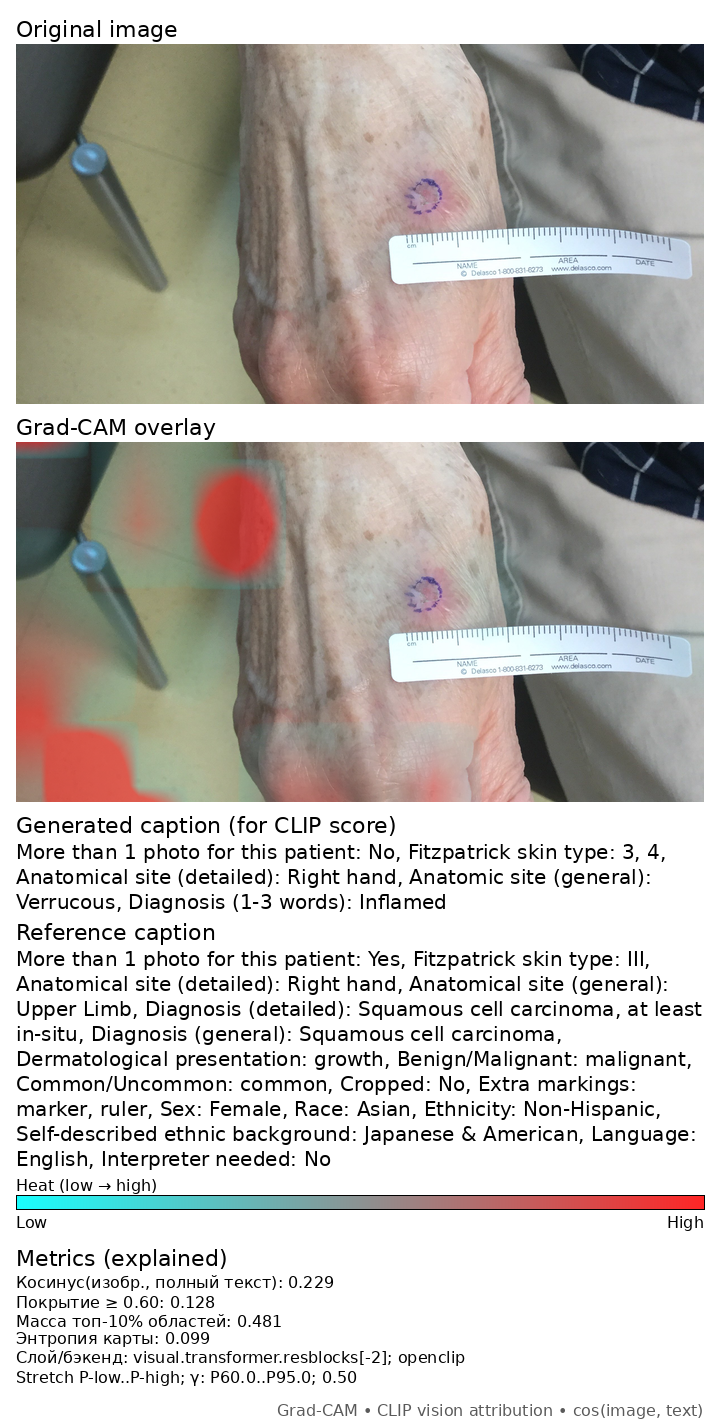 Original image
cm
NAME
AREA
DATE
© Delasco 1-800-831-6273 www.delasco.com
Grad-CAM overlay
cm
NAME
AREA
DATE
© Delasco 1-800-831-6273 www.delasco.com
Generated caption (for CLIP score)
More than 1 photo for this patient: No, Fitzpatrick skin type: 3, 4,
Anatomical site (detailed): Right hand, Anatomic site (general):
Verrucous, Diagnosis (1-3 words): Inflamed
Reference caption
More than 1 photo for this patient: Yes, Fitzpatrick skin type: III,
Anatomical site (detailed): Right hand, Anatomical site (general):
Upper Limb, Diagnosis (detailed): Squamous cell carcinoma, at least
in-situ, Diagnosis (general): Squamous cell carcinoma,
Dermatological presentation: growth, Benign/Malignant: malignant,
Common/Uncommon: common, Cropped: No, Extra markings:
marker, ruler, Sex: Female, Race: Asian, Ethnicity: Non-Hispanic,
Self-described ethnic background: Japanese & American, Language:
English, Interpreter needed: No
Heat (low → high)
Low High
Metrics (explained)
Косинус(изобр., полный текст): 0.229
Покрытие ≥ 0.60: 0.128
Масса топ-10% областей: 0.481
Энтропия карты: 0.099
Слой/бэкенд: visual.transformer.resblocks[-2]; openclip
Stretch P-low..P-high; γ: P60.0..P95.0; 0.50
Grad-CAM • CLIP vision attribution • cos(image, text)